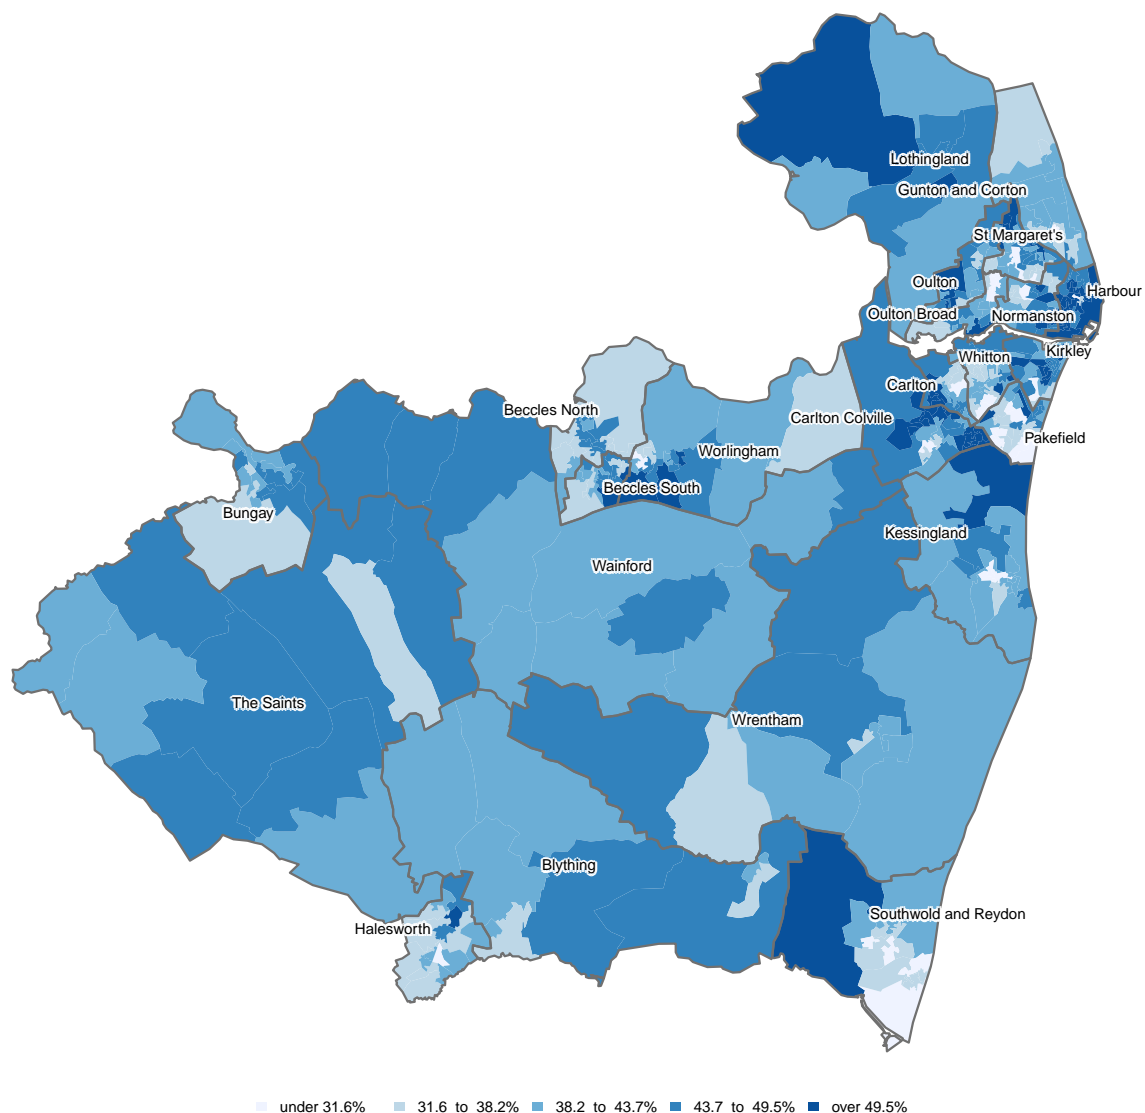 Lothingland
Gunton and Corton
St Margaret's
Oulton
Harbour
Oulton Broad
Normanston
Kirkley
Whitton
Carlton
Beccles North
Carlton Colville
Pakefield
Worlingham
Beccles South
Bungay
Kessingland
Wainford
The Saints
Wrentham
Blything
Southwold and Reydon
Halesworth
under 31.6% 31.6 to 38.2% 38.2 to 43.7% 43.7 to 49.5% over 49.5%